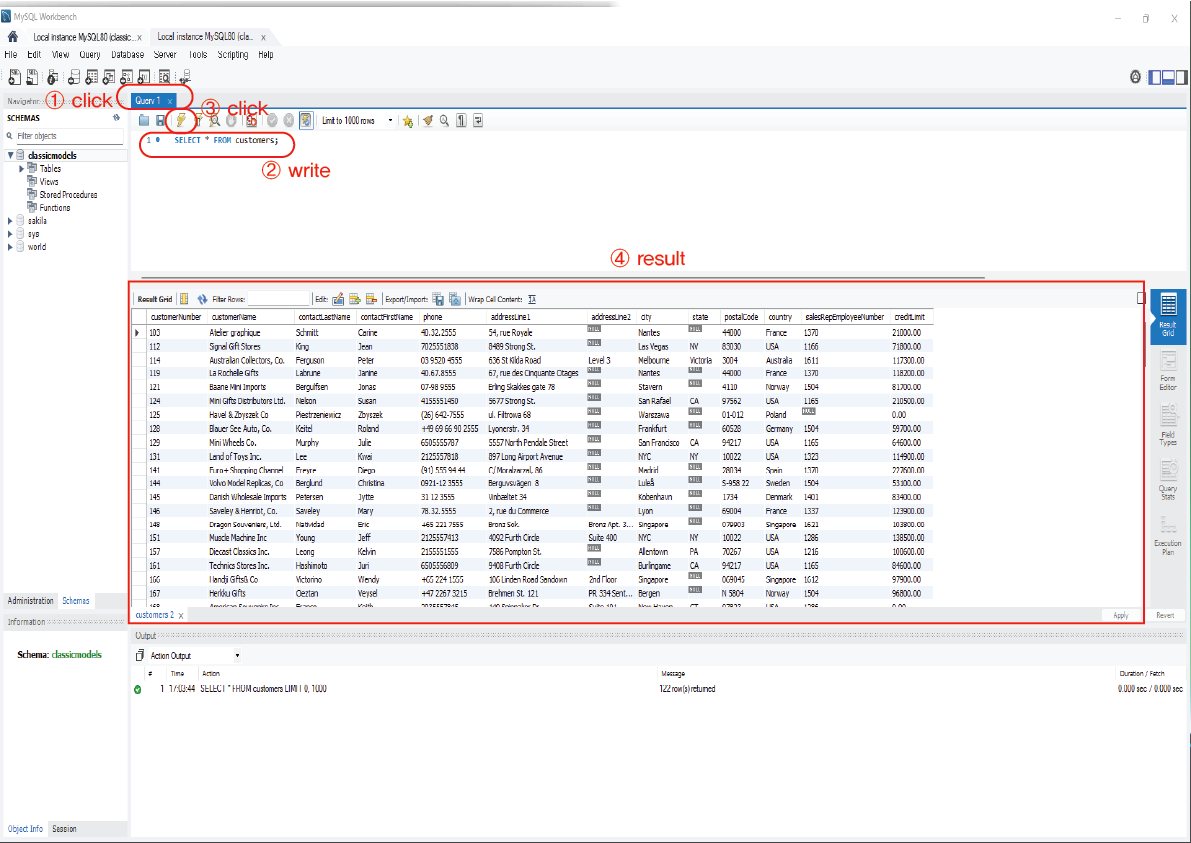 MySQL Workbench
Local instance MySQL80 (classic... x Local instance MySQL80 (cla... x
File Edit View Query Database Server Tools Scripting Help
Navigator
① click
Query 1 x
③ click
SCHEMAS
Filter objects
Limit to 1000 rows
1 SELECT * FROM customers;
② write
classicmodels
Tables
Views
Stored Procedures
Functions
sakila
sys
world
④ result
Result Grid Filter Rows: Edit: Export/Import: Wrap Cell Content:
customerNumber customerName contactLastName contactFirstName phone addressLine1 addressLine2 city state postalCode country salesRepEmployeeNumber creditLimit
103 Atelier graphique Schmitt Carine 40.32.2555 54, rue Royale NULL Nantes NULL 44000 France 1370 21000.00
112 Signal Gift Stores King Jean 7025551838 8489 Strong St. NULL Las Vegas NV 83030 USA 1166 71800.00
114 Australian Collectors, Co. Ferguson Peter 03 9520 4555 636 St Kilda Road Level 3 Melbourne Victoria 3004 Australia 1611 117300.00
119 La Rochelle Gifts Labrune Janine 40.67.8555 67, rue des Cinquante Otages NULL Nantes NULL 44000 France 1370 118200.00
121 Baane Mini Imports Bergulfsen Jonas 07-98 9555 Erling Skakkes gate 78 NULL Stavern NULL 4110 Norway 1504 81700.00
124 Mini Gifts Distributors Ltd. Nelson Susan 4155551450 5677 Strong St. NULL San Rafael CA 97562 USA 1165 210500.00
125 Havel & Zbyszek Co Piestrzeniewicz Zbyszek (26) 642-7555 ul. Filtrowa 68 NULL Warszawa NULL 01-012 Poland NULL 0.00
128 Blauer See Auto, Co. Keitel Roland +49 69 66 90 2555 Lyonerstr. 34 NULL Frankfurt NULL 60528 Germany 1504 59700.00
129 Mini Wheels Co. Murphy Julie 6505555787 5557 North Pendale Street NULL San Francisco CA 94217 USA 1165 64600.00
131 Land of Toys Inc. Lee Kwai 2125557818 897 Long Airport Avenue NULL NYC NY 10022 USA 1323 114900.00
141 Euro+ Shopping Channel Freyre Diego (91) 555 94 44 C/ Moralzarzal, 86 NULL Madrid NULL 28034 Spain 1370 227600.00
144 Volvo Model Replicas, Co Berglund Christina 0921-12 3555 Berguvsvägen 8 NULL Luleå NULL S-958 22 Sweden 1504 53100.00
145 Danish Wholesale Imports Petersen Jytte 31 12 3555 Vinbæltet 34 NULL Kobenhavn NULL 1734 Denmark 1401 83400.00
146 Saveley & Henriot, Co. Saveley Mary 78.32.5555 2, rue du Commerce NULL Lyon NULL 69004 France 1337 123900.00
148 Dragon Souveniers, Ltd. Natividad Eric +65 221 7555 Bronz Sok. Bronz Apt. 3... Singapore NULL 079903 Singapore 1621 103800.00
151 Muscle Machine Inc Young Jeff 2125557413 4092 Furth Circle Suite 400 NYC NY 10022 USA 1286 138500.00
157 Diecast Classics Inc. Leong Kelvin 2155551555 7586 Pompton St. NULL Allentown PA 70267 USA 1216 100600.00
161 Technics Stores Inc. Hashimoto Juri 6505556809 9408 Furth Circle NULL Burlingame CA 94217 USA 1165 84600.00
166 Handji Gifts& Co Victorino Wendy +65 224 1555 106 Linden Road Sandown 2nd Floor Singapore NULL 069045 Singapore 1612 97900.00
167 Herkku Gifts Oeztan Veysel +47 2267 3215 Brehmen St. 121 PR 334 Sent... Bergen NULL N 5804 Norway 1504 96800.00
Result Grid
Form Editor
Field Types
Query Stats
Execution Plan
Administration Schemas
customers 2 x Apply Revert
Information
Output
Schema: classicmodels
Action Output
# Time Action Message Duration / Fetch
1 17:03:44 SELECT * FROM customers LIMIT 0, 1000 122 row(s) returned 0.000 sec / 0.000 sec
Object Info Session